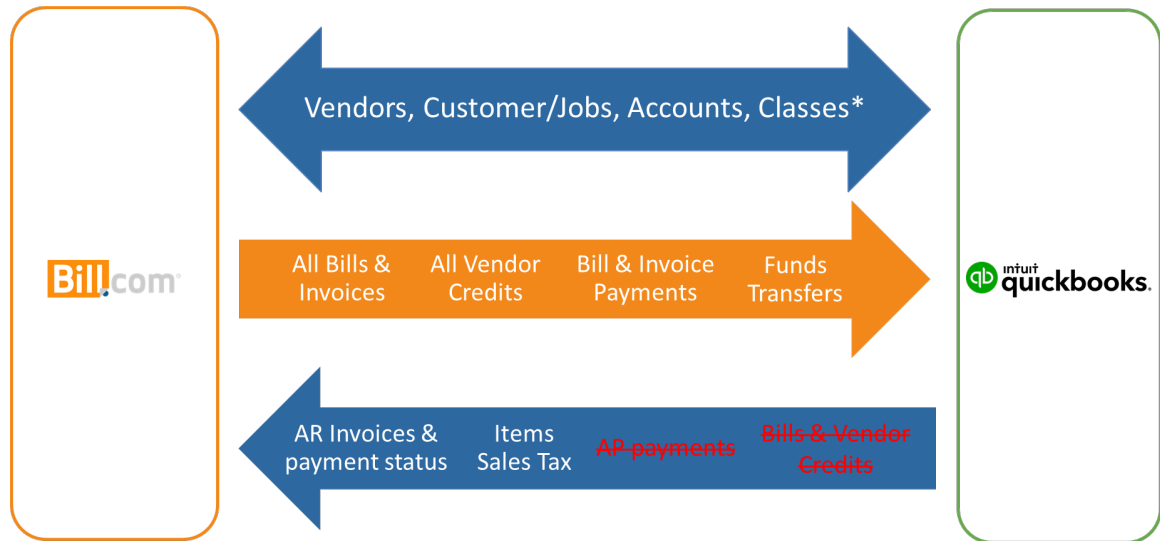 Vendors, Customer/Jobs, Accounts, Classes*
Bill.com
All Bills &
Invoices
All Vendor
Credits
Bill & Invoice
Payments
Funds
Transfers
intuit
qb quickbooks.
AR Invoices &
payment status
Items
Sales Tax
AP payments
Bills & Vendor
Credits